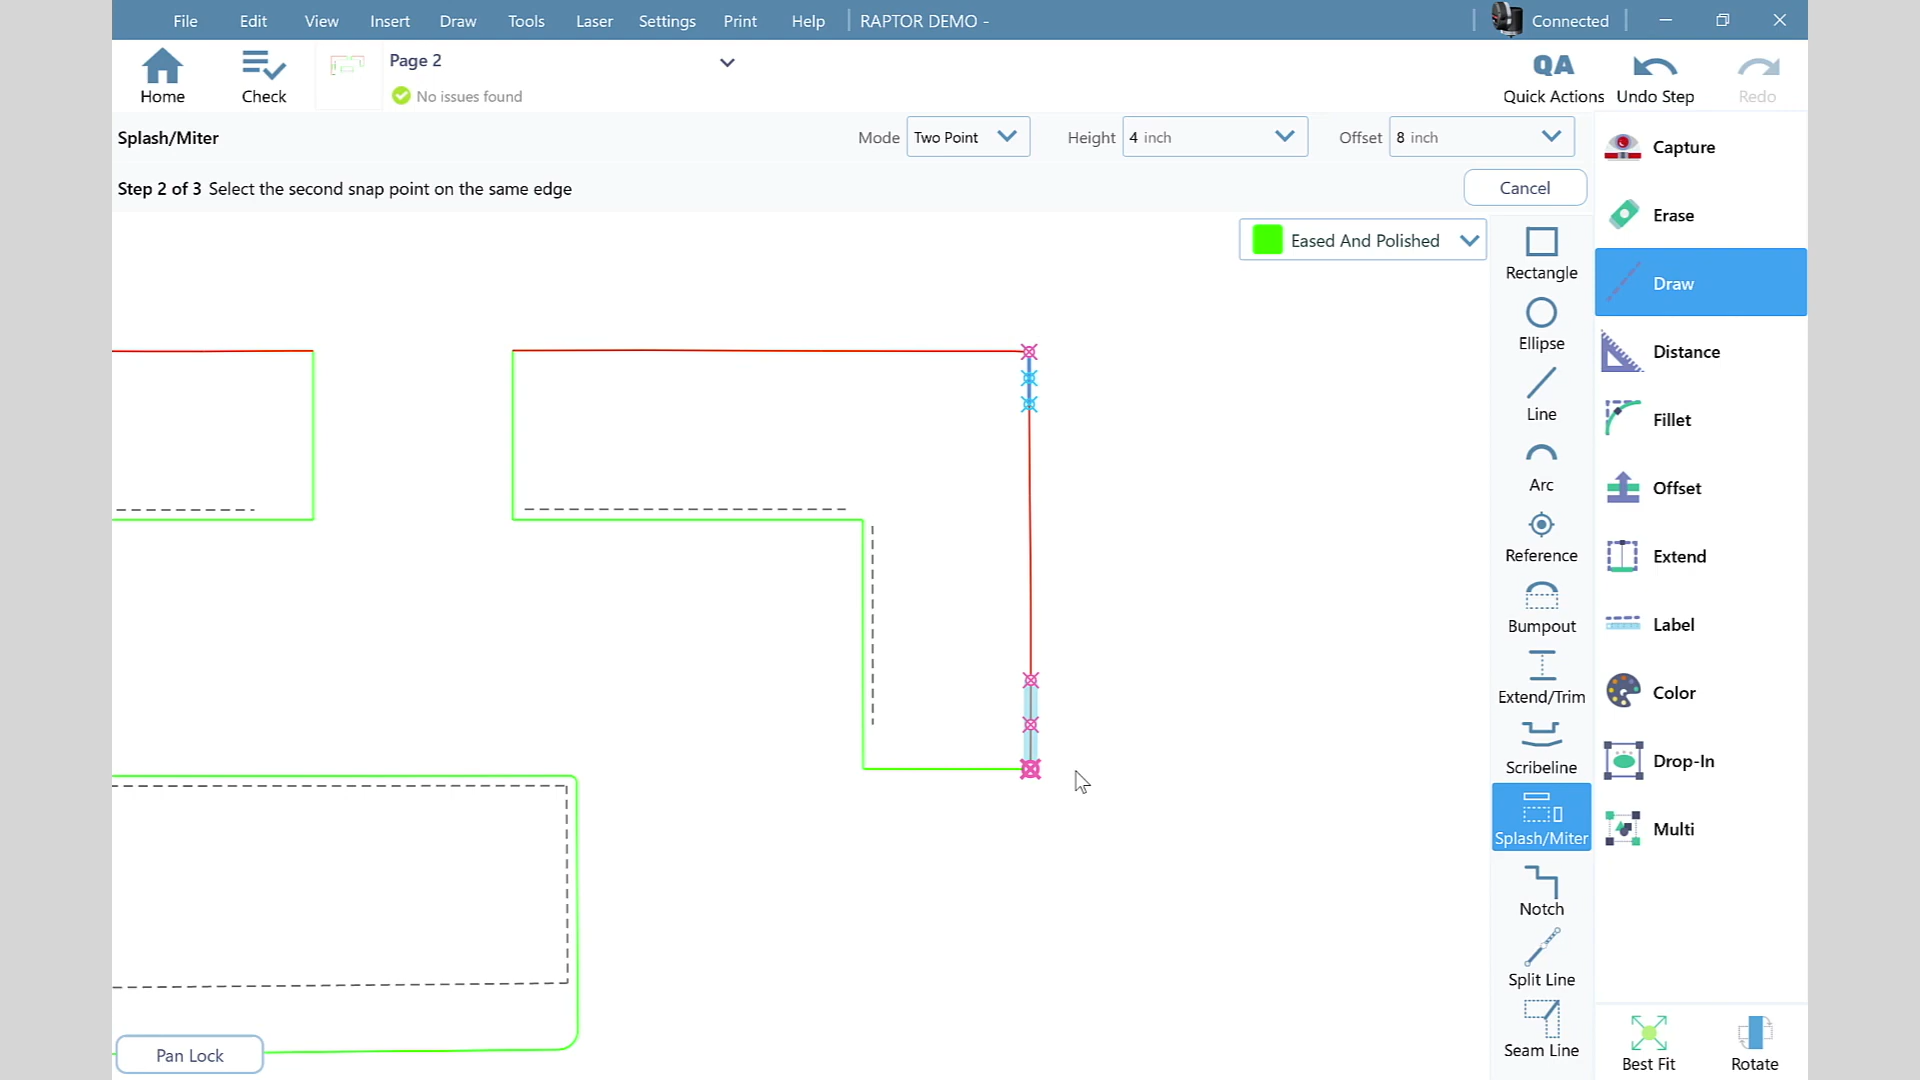 File Edit View Insert Draw Tools Laser Settings Print Help RAPTOR DEMO - Connected
Home
Check
Page 2
No issues found
QA
Quick Actions
Undo Step
Redo
Splash/Miter
Mode Two Point Height 4 inch Offset 8 inch
Step 2 of 3 Select the second snap point on the same edge
Cancel
Eased And Polished
Rectangle
Ellipse
Line
Arc
Reference
Bumpout
Extend/Trim
Scribeline
Splash/Miter
Notch
Split Line
Seam Line
Capture
Erase
Draw
Distance
Fillet
Offset
Extend
Label
Color
Drop-In
Multi
Pan Lock
Best Fit
Rotate